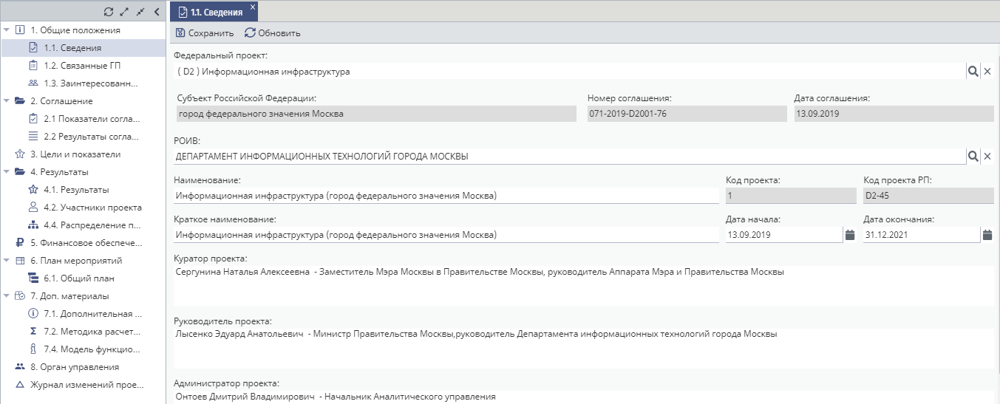 1. Общие положения
1.1. Сведения
1.2. Связанные ГП
1.3. Заинтересованн...
2. Соглашение
2.1 Показатели согла...
2.2 Результаты согла...
3. Цели и показатели
4. Результаты
4.1. Результаты
4.2. Участники проекта
4.4. Распределение п...
5. Финансовое обеспече...
6. План мероприятий
6.1. Общий план
7. Доп. материалы
7.1. Дополнительная ...
7.2. Методика расчет...
7.4. Модель функцио...
8. Орган управления
Журнал изменений прое...
1.1. Сведения
Сохранить Обновить
Федеральный проект:
( D2 ) Информационная инфраструктура
Субъект Российской Федерации: Номер соглашения: Дата соглашения:
город федерального значения Москва 071-2019-D2001-76 13.09.2019
РОИВ:
ДЕПАРТАМЕНТ ИНФОРМАЦИОННЫХ ТЕХНОЛОГИЙ ГОРОДА МОСКВЫ
Наименование: Код проекта: Код проекта РП:
Информационная инфраструктура (город федерального значения Москва) 1 D2-45
Краткое наименование: Дата начала: Дата окончания:
Информационная инфраструктура (город федерального значения Москва) 13.09.2019 31.12.2021
Куратор проекта:
Сергунина Наталья Алексеевна - Заместитель Мэра Москвы в Правительстве Москвы, руководитель Аппарата Мэра и Правительства Москвы
Руководитель проекта:
Лысенко Эдуард Анатольевич - Министр Правительства Москвы,руководитель Департамента информационных технологий города Москвы
Администратор проекта:
Онтоев Дмитрий Владимирович - Начальник Аналитического управления